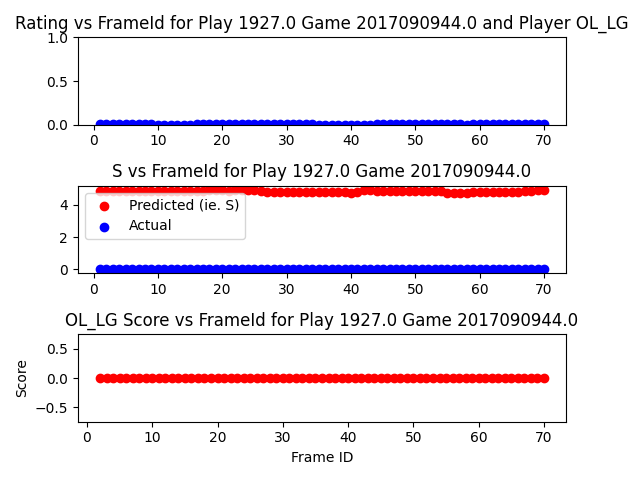 Rating vs FrameId for Play 1927.0 Game 2017090944.0 and Player OL_LG
1.0
0.5
0.0
0 10 20 30 40 50 60 70
S vs FrameId for Play 1927.0 Game 2017090944.0
4
2
0
Predicted (ie. S)
Actual
0 10 20 30 40 50 60 70
OL_LG Score vs FrameId for Play 1927.0 Game 2017090944.0
Score
0.5
0.0
−0.5
0 10 20 30 40 50 60 70
Frame ID